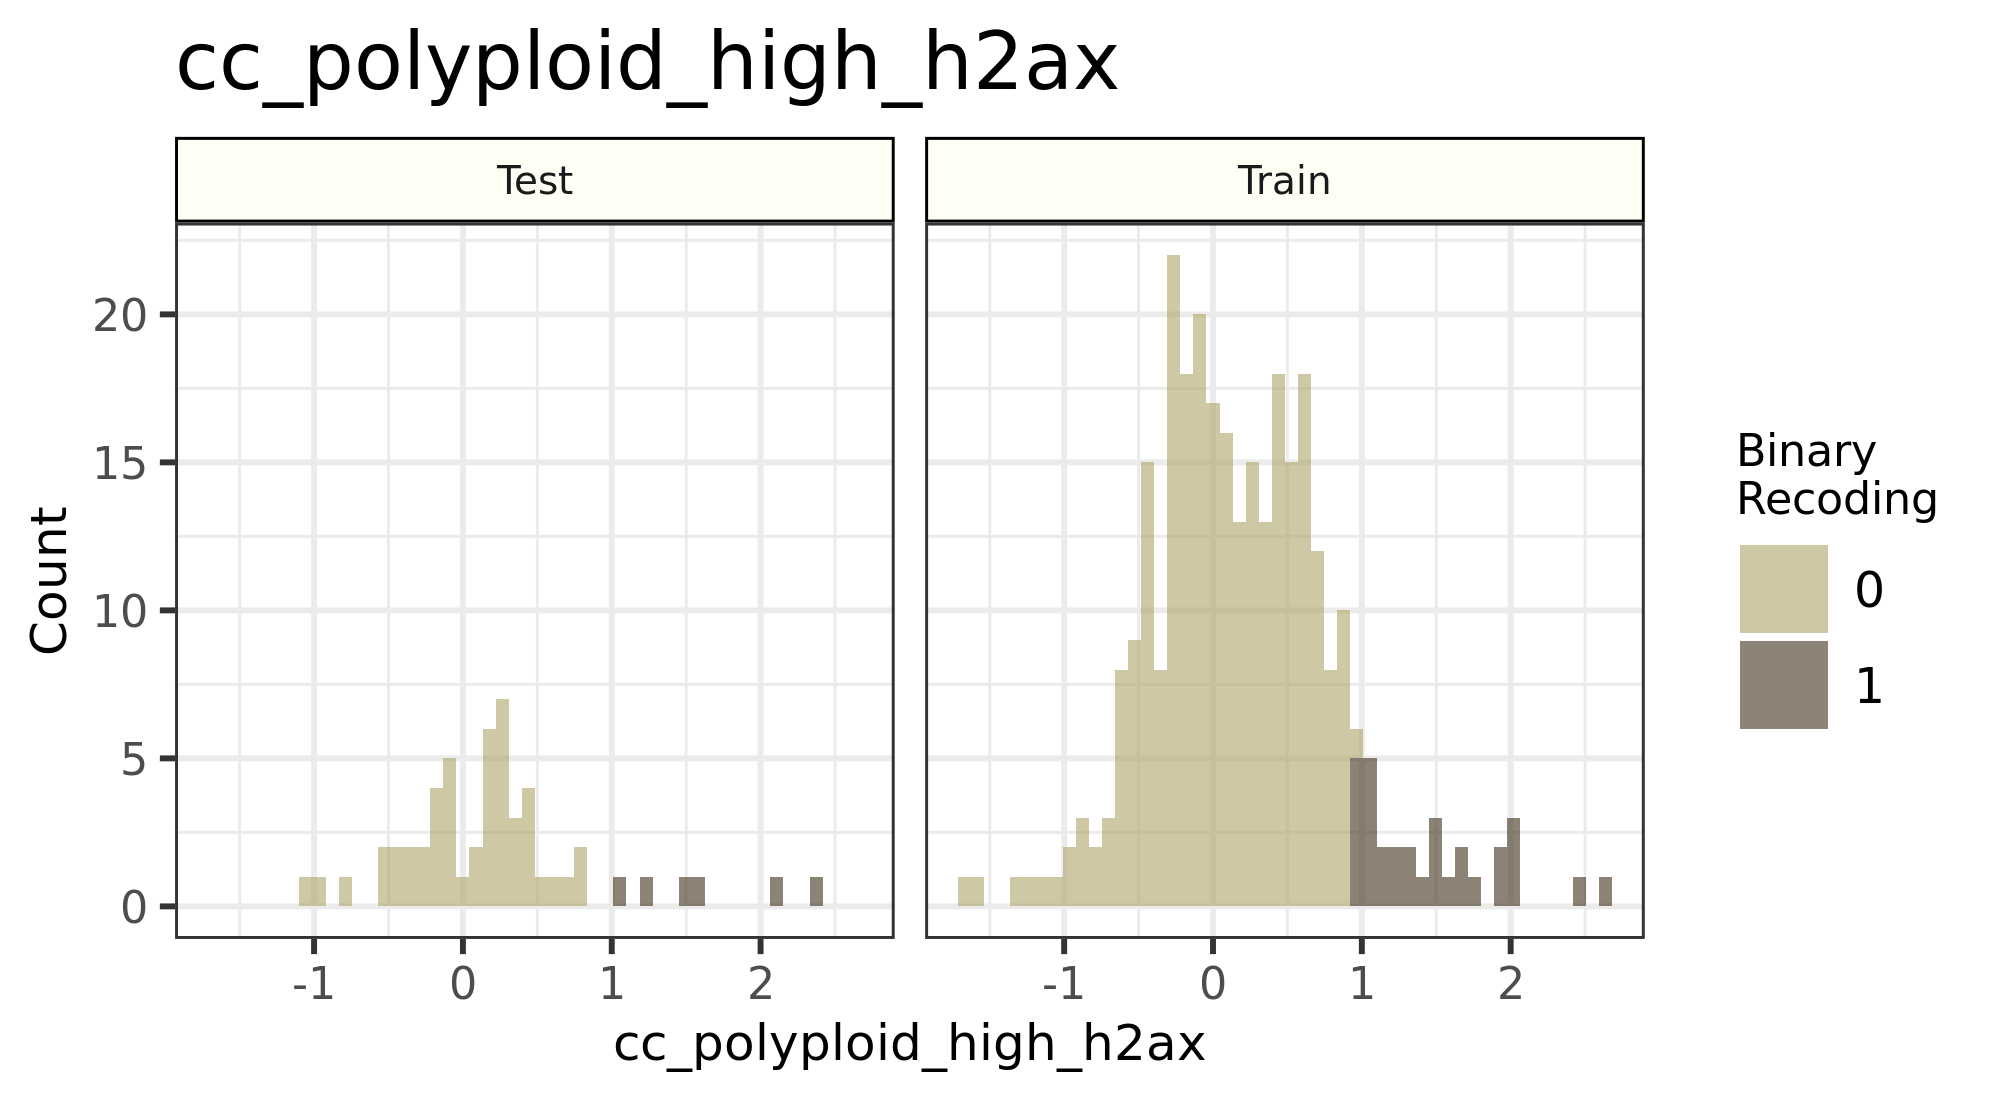 cc_polyploid_high_h2ax
Test
Train
20
15
10
5
0
Count
-1
0
1
2
-1
0
1
2
cc_polyploid_high_h2ax
Binary
Recoding
0
1